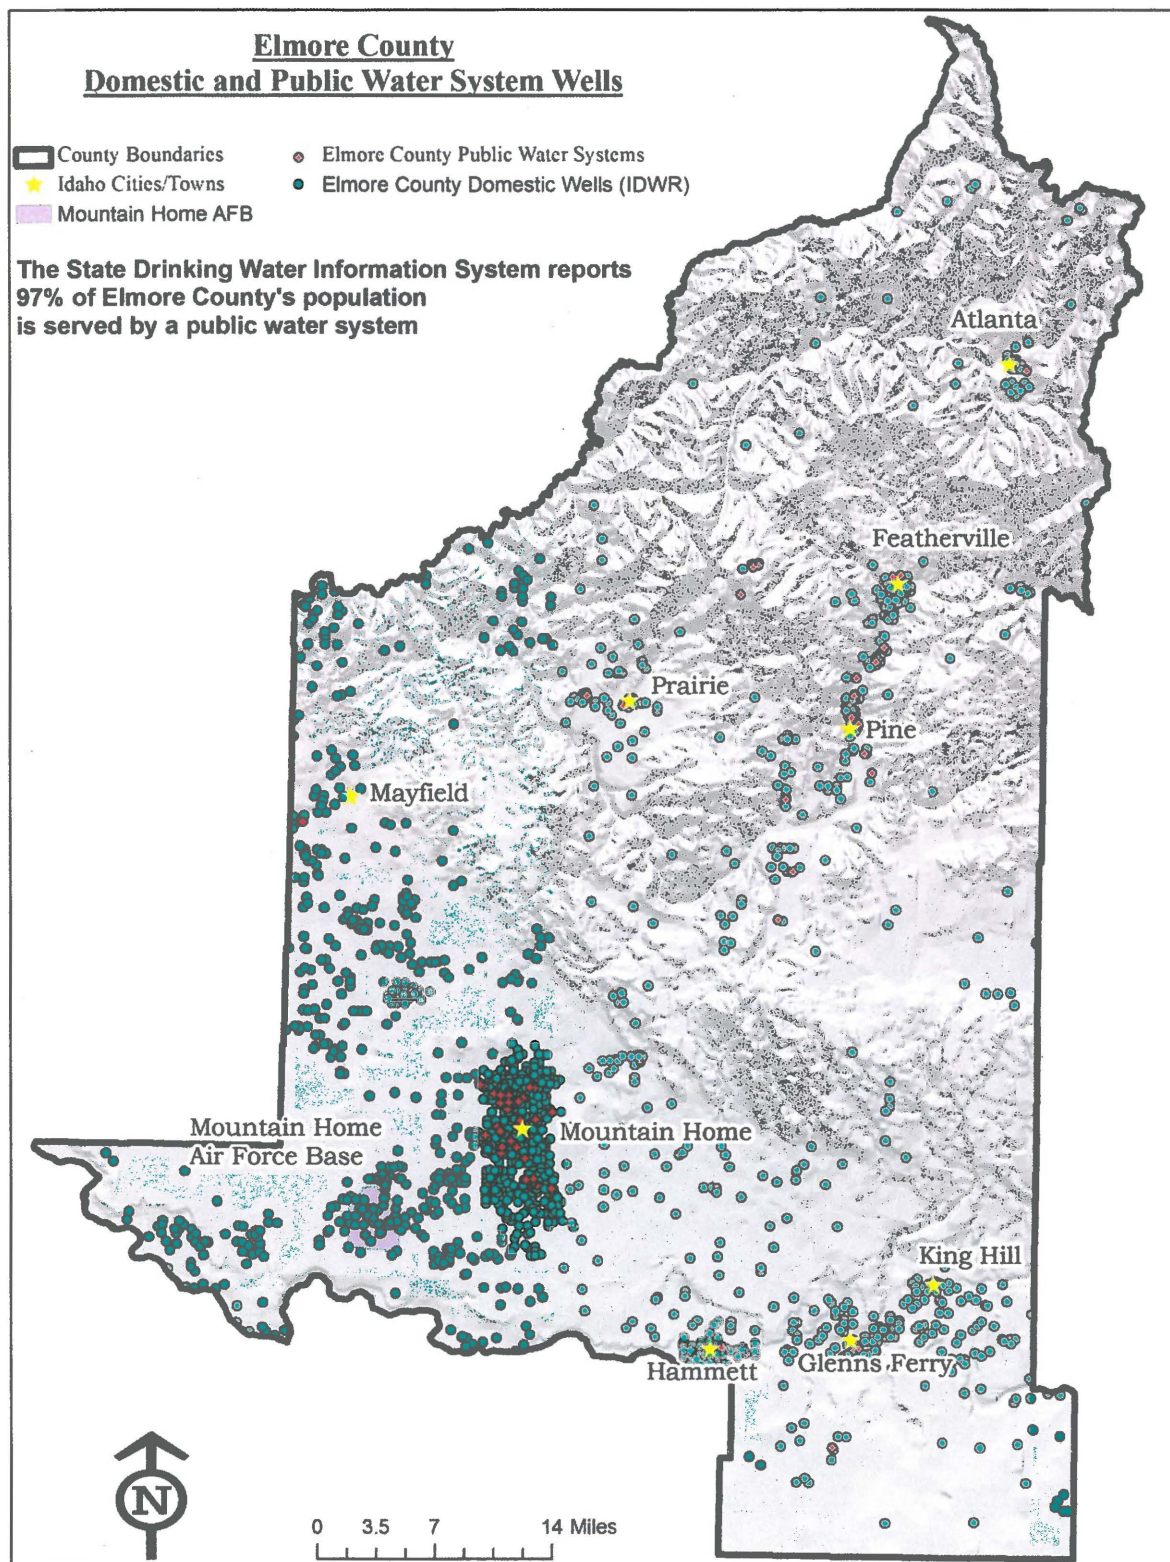 Elmore County
Domestic and Public Water System Wells
County Boundaries
Idaho Cities/Towns
Mountain Home AFB
Elmore County Public Water Systems
Elmore County Domestic Wells (IDWR)
The State Drinking Water Information System reports
97% of Elmore County's population
is served by a public water system
Atlanta
Featherville
Prairie
Pine
Mayfield
Mountain Home
Air Force Base
Mountain Home
King Hill
Hammett
Glenns Ferry
N
0 3.5 7 14 Miles